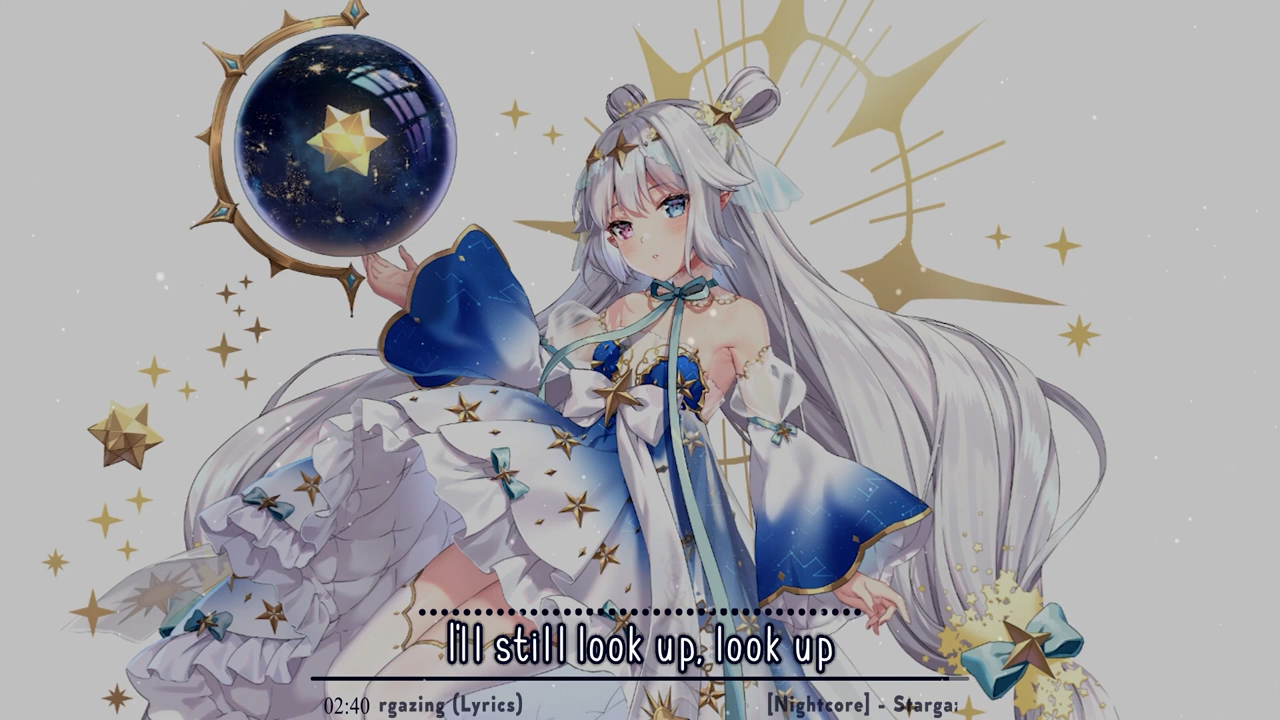 I'll still look up, look up
02:40 rgazing (Lyrics) [Nightcore] - Starga